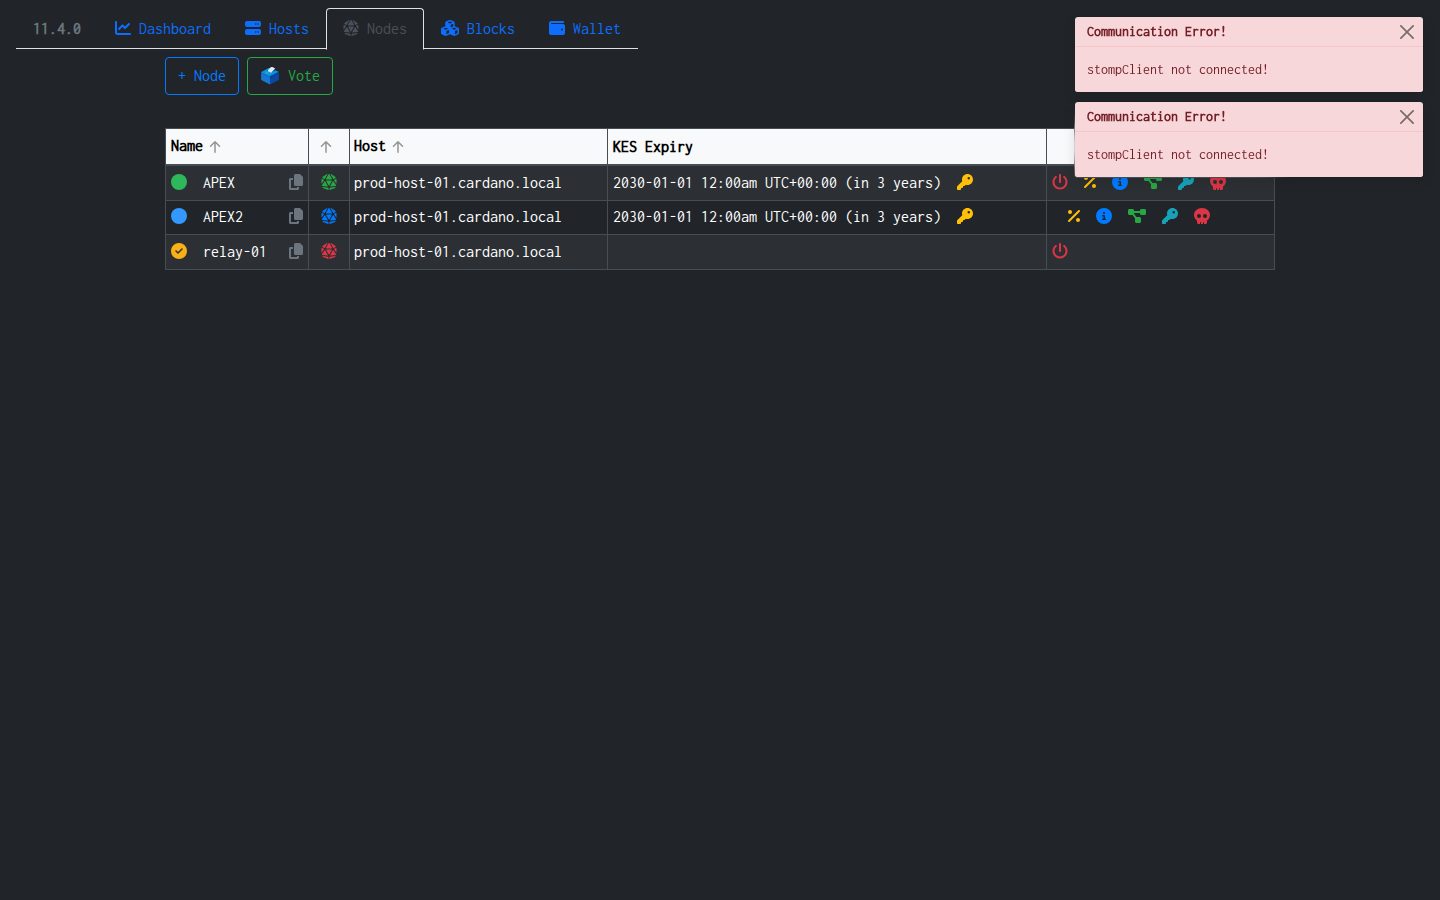 11.4.0 Dashboard Hosts Nodes Blocks Wallet
+ Node Vote
Communication Error!
stompClient not connected!
Communication Error!
stompClient not connected!
Name Host KES Expiry
APEX prod-host-01.cardano.local 2030-01-01 12:00am UTC+00:00 (in 3 years)
APEX2 prod-host-01.cardano.local 2030-01-01 12:00am UTC+00:00 (in 3 years)
relay-01 prod-host-01.cardano.local